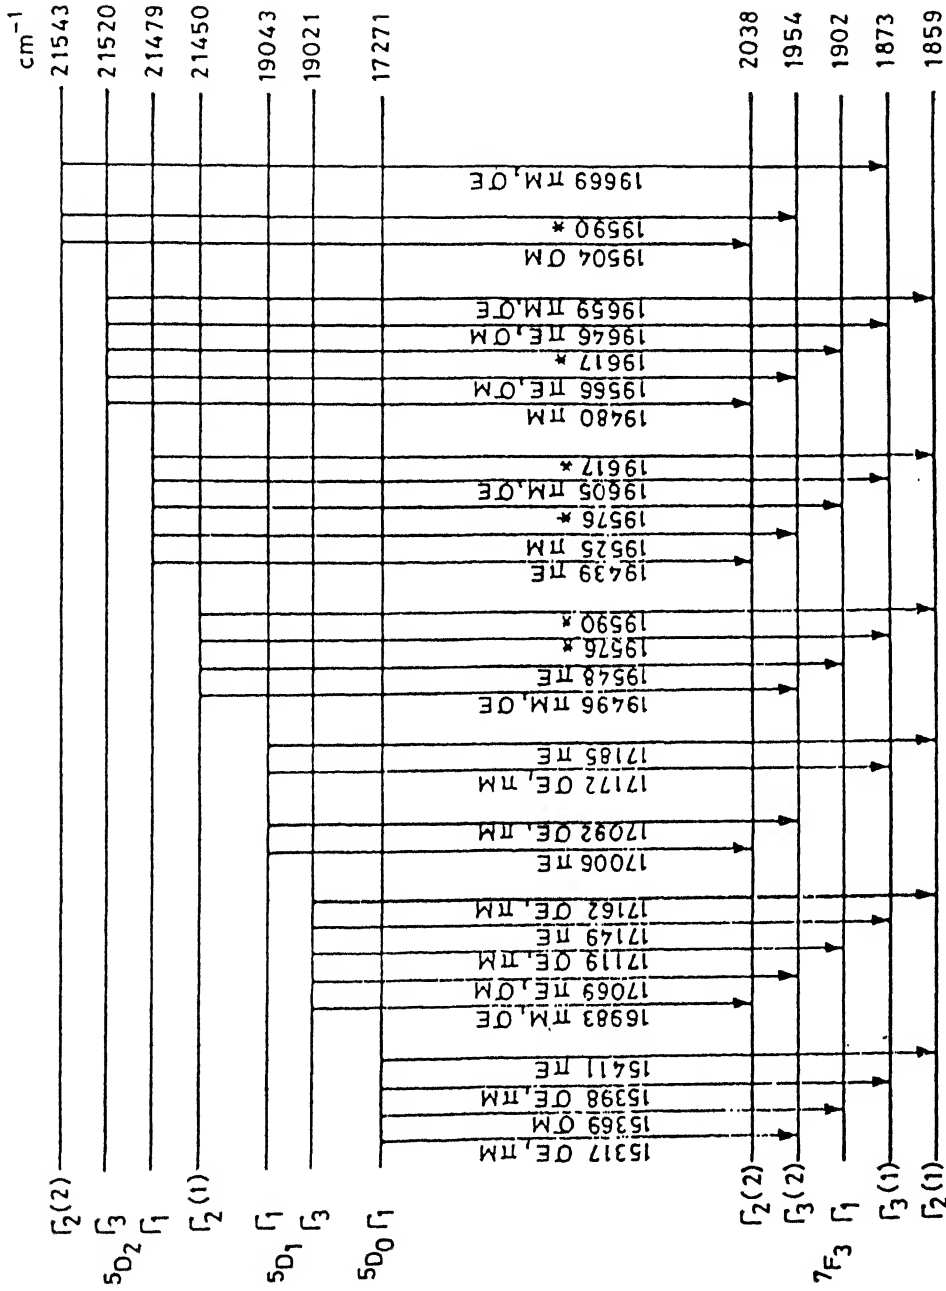 cm⁻¹
21543
21520
21479
21450
19043
19021
17271
2038
1954
1902
1873
1859
19669 πM, σE
19590 *
19504 σM
19659 πM, σE
19646 πE, σM
19617 *
19566 πE, σM
19480 πM
19617 *
19605 πM, σE
19576 *
19525 πM
19439 πE
19590 *
19576 *
19548 πE
19496 πM, σE
17185 πE
17172 σE, πM
17092 σE, πM
17006 πE
17162 σE, πM
17149 πE
17119 σE, πM
17069 πE, σM
16983 πM, σE
15411 πE
15398 σE, πM
15369 σM
15317 σE, πM
Γ₂(2)
Γ₃
⁵D₂ Γ₁
Γ₂(1)
Γ₁
⁵D₁ Γ₃
⁵D₀ Γ₁
Γ₂(2)
Γ₃(2)
⁷F₃ Γ₁
Γ₃(1)
Γ₂(1)